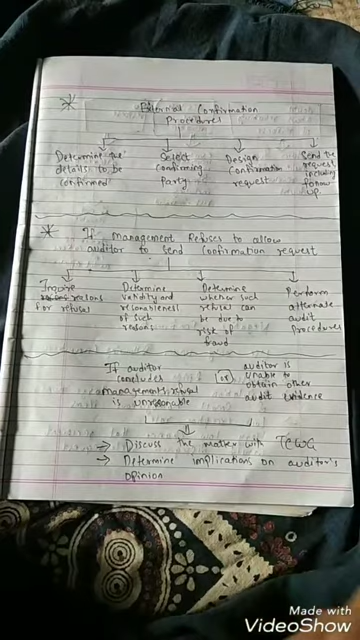 External Confirmation
Procedures
Determine the
details to be
confirmed
Select
confirming
Party
Design
Confirmation
request
Send the
request
including
follow
up.
If Management Refuses to allow
auditor to send confirmation request
Inquire
reasons
for refusal
Determine
validity and
reasonableness
of such
reasons
Determine
whether such
refusal can
be due to
risk of
fraud
Perform
alternate
audit
procedures
If auditor
concludes
managements refusal
is unreasonable
or
auditor is
unable to
obtain other
audit evidence
→ Discuss the matter with TCWG
→ Determine implications on auditor's
opinion
Made with
VideoShow